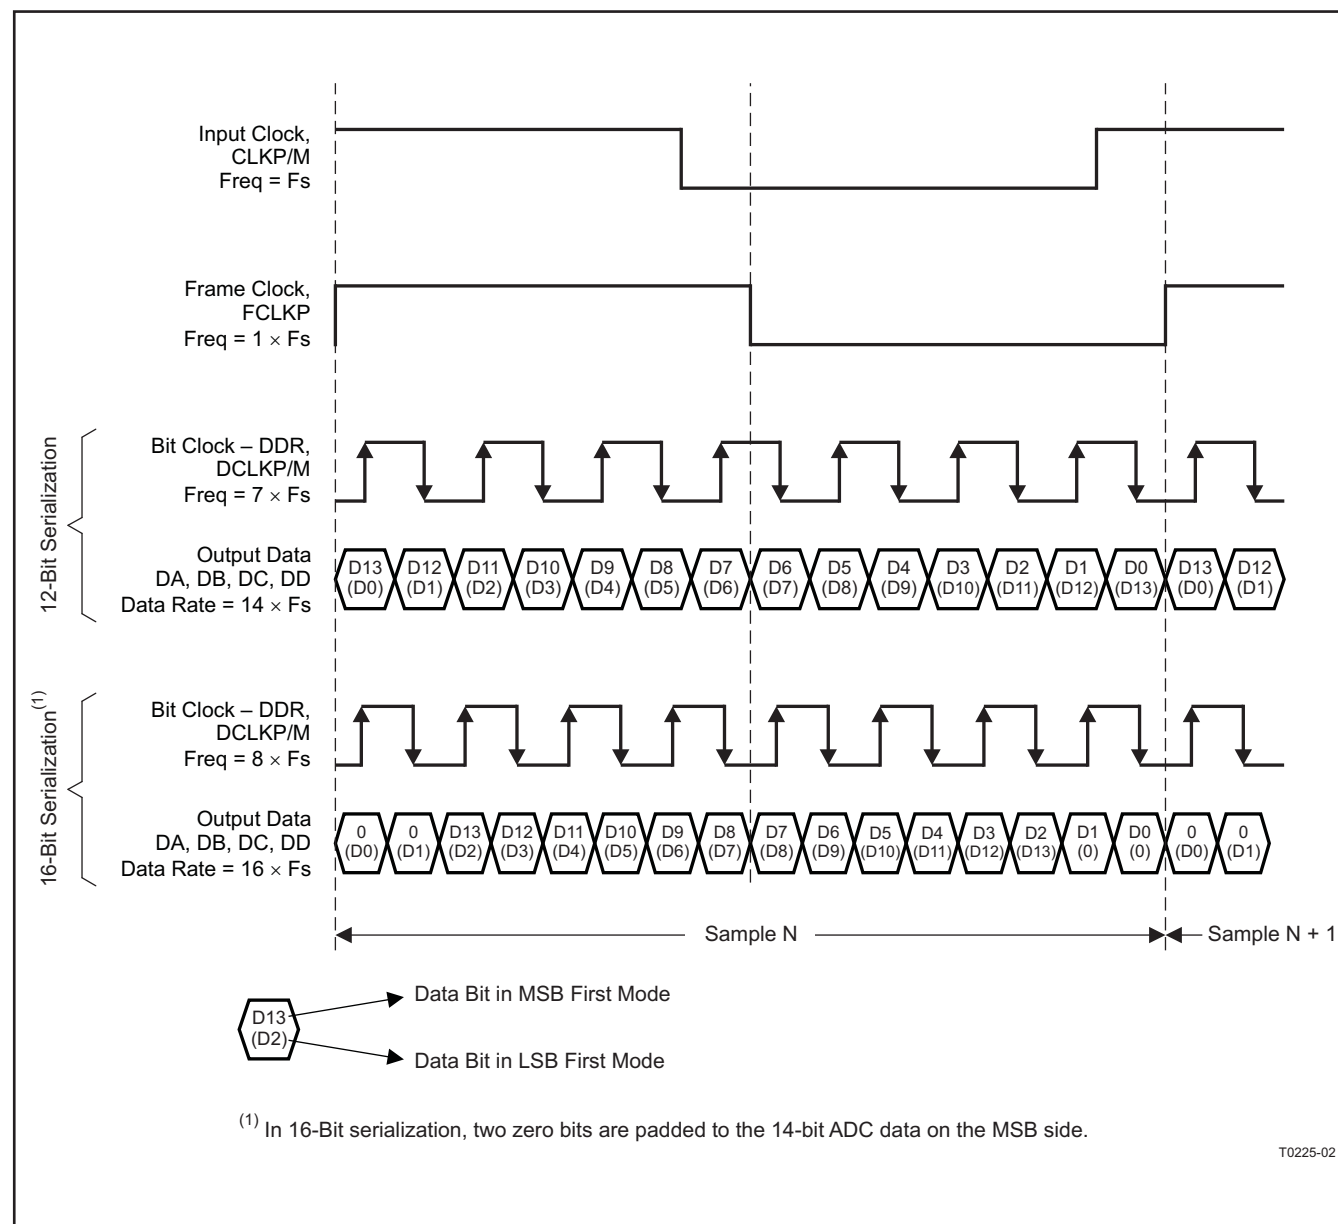 Input Clock,
CLKP/M
Freq = Fs
Frame Clock,
FCLKP
Freq = 1 × Fs
12-Bit Serialization
Bit Clock – DDR,
DCLKP/M
Freq = 7 × Fs
Output Data
DA, DB, DC, DD
Data Rate = 14 × Fs
D13 D12 D11 D10 D9 D8 D7 D6 D5 D4 D3 D2 D1 D0 D13 D12
(D0) (D1) (D2) (D3) (D4) (D5) (D6) (D7) (D8) (D9) (D10) (D11) (D12) (D13) (D0) (D1)
16-Bit Serialization(1)
Bit Clock – DDR,
DCLKP/M
Freq = 8 × Fs
Output Data
DA, DB, DC, DD
Data Rate = 16 × Fs
0 0 D13 D12 D11 D10 D9 D8 D7 D6 D5 D4 D3 D2 D1 D0 0 0
(D0) (D1) (D2) (D3) (D4) (D5) (D6) (D7) (D8) (D9) (D10) (D11) (D12) (D13) (0) (0) (D0) (D1)
Sample N
Sample N + 1
D13
(D2)
Data Bit in MSB First Mode
Data Bit in LSB First Mode
(1) In 16-Bit serialization, two zero bits are padded to the 14-bit ADC data on the MSB side.
T0225-02